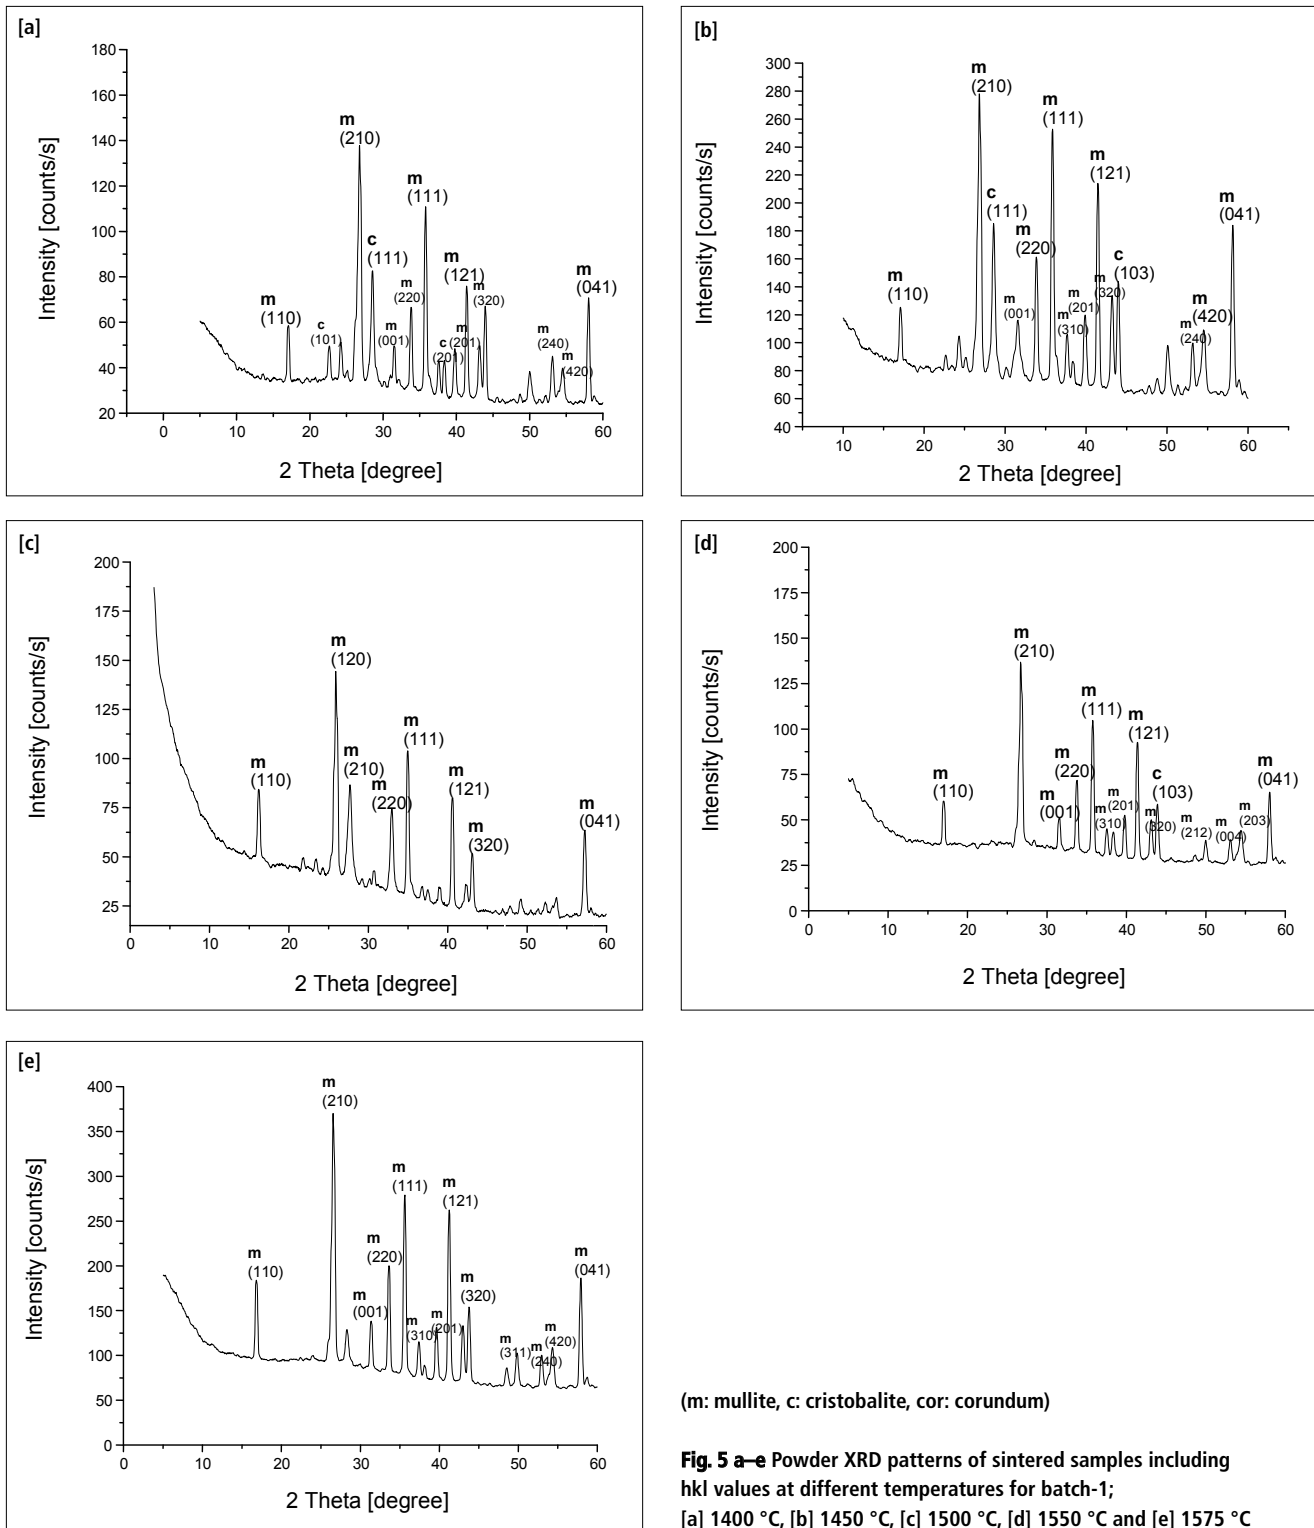 [a]
180
160
140
120
100
80
60
40
20
Intensity [counts/s]
m
(110)
c
(101)
m
(210)
c
(111)
m
(001)
m
(220)
m
(111)
c
(201)
m
(201)
m
(121)
m
(320)
m
(240)
m
(420)
m
(041)
0 10 20 30 40 50 60
2 Theta [degree]
[b]
300
280
260
240
220
200
180
160
140
120
100
80
60
40
Intensity [counts/s]
m
(110)
m
(210)
c
(111)
m
(001)
m
(220)
m
(111)
m
(310)
m
(201)
m
(121)
m
(320)
c
(103)
m
(240)
m
(420)
m
(041)
10 20 30 40 50 60
2 Theta [degree]
[c]
200
175
150
125
100
75
50
25
Intensity [counts/s]
m
(110)
m
(120)
m
(210)
m
(220)
m
(111)
m
(121)
m
(320)
m
(041)
0 10 20 30 40 50 60
2 Theta [degree]
[d]
200
175
150
125
100
75
50
25
0
Intensity [counts/s]
m
(110)
m
(210)
m
(001)
m
(220)
m
(111)
m
(310)
m
(201)
m
(121)
m
(320)
c
(103)
m
(212)
m
(004)
m
(203)
m
(041)
0 10 20 30 40 50 60
2 Theta [degree]
[e]
400
350
300
250
200
150
100
50
0
Intensity [counts/s]
m
(110)
m
(210)
m
(001)
m
(220)
m
(111)
m
(310)
m
(201)
m
(121)
m
(320)
m
(311)
m
(240)
m
(420)
m
(041)
0 10 20 30 40 50 60
2 Theta [degree]
(m: mullite, c: cristobalite, cor: corundum)
Fig. 5 a–e Powder XRD patterns of sintered samples including
hkl values at different temperatures for batch-1;
[a] 1400 °C, [b] 1450 °C, [c] 1500 °C, [d] 1550 °C and [e] 1575 °C